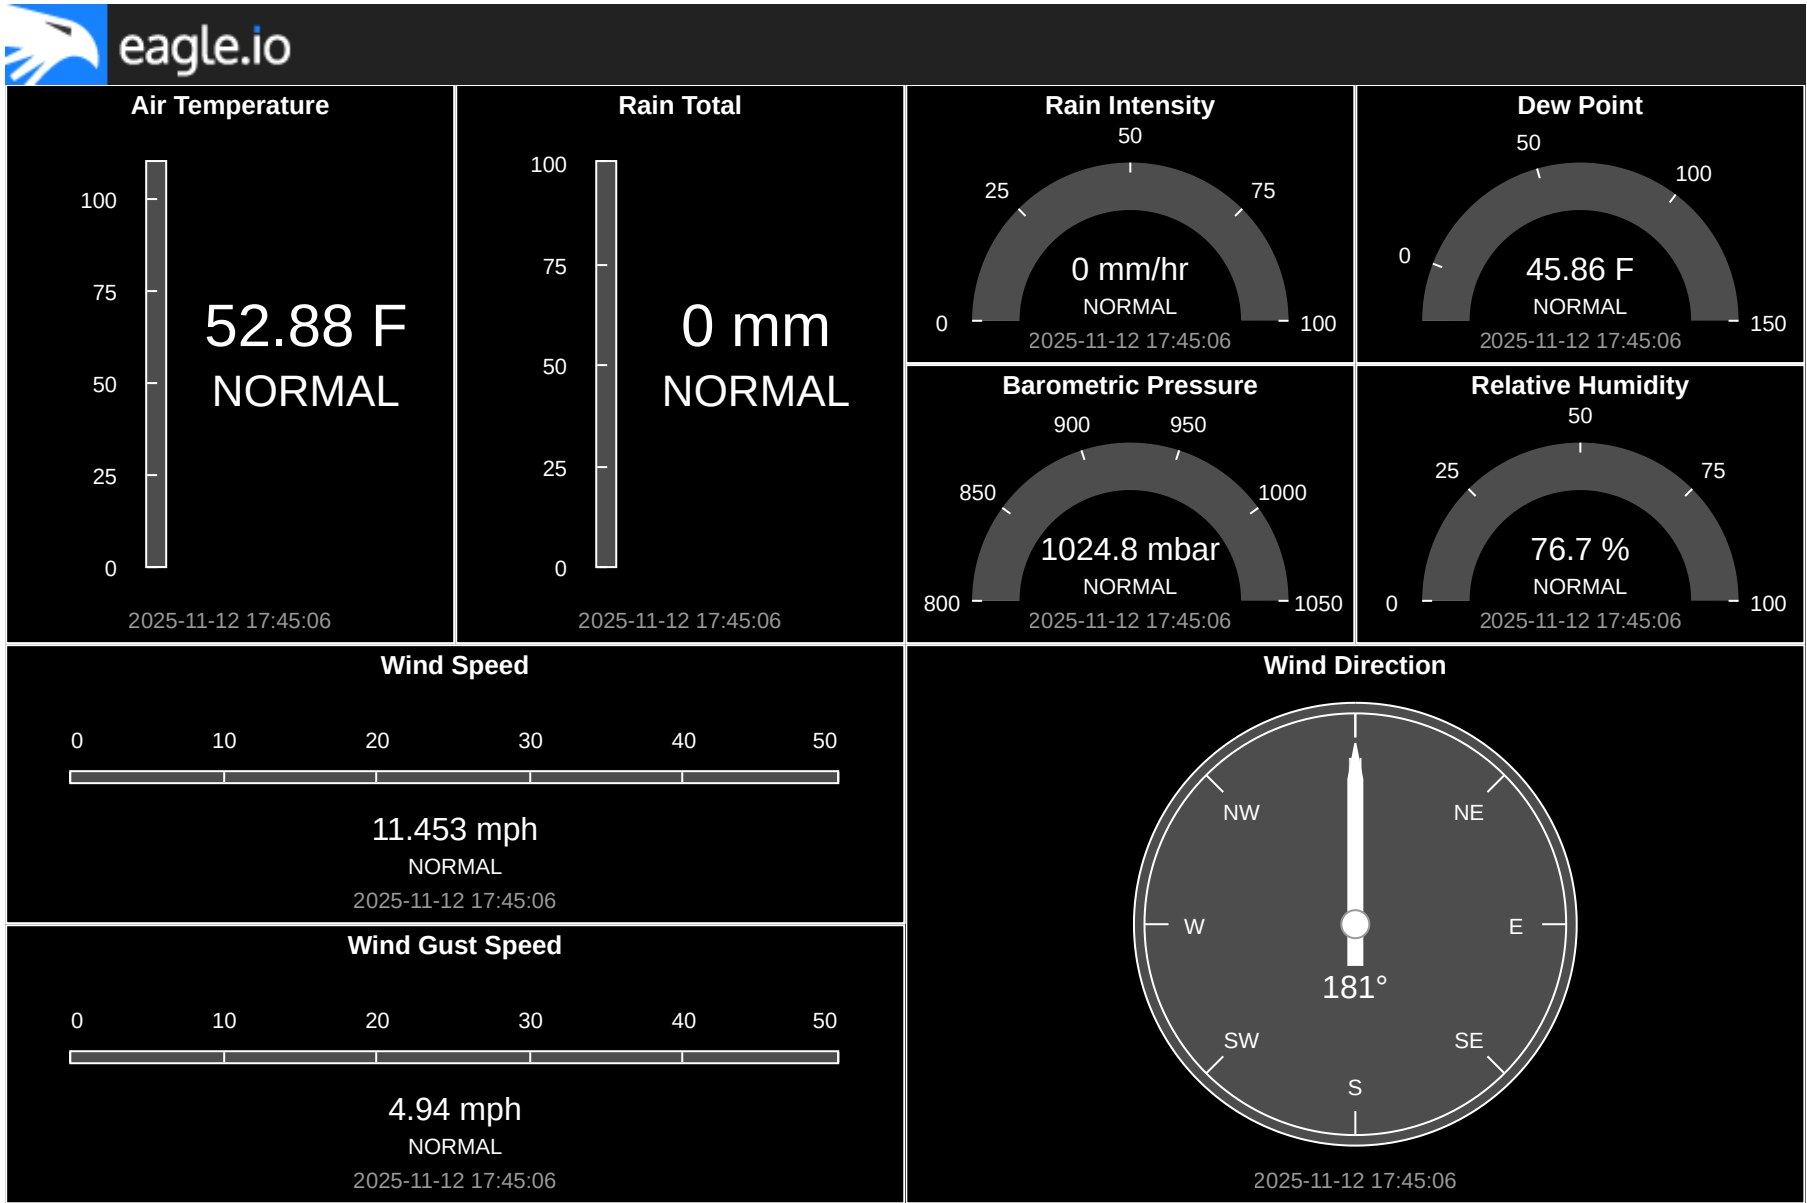 eagle.io
Air Temperature
100
75
50
25
0
52.88 F
NORMAL
2025-11-12 17:45:06
Rain Total
100
75
50
25
0
0 mm
NORMAL
2025-11-12 17:45:06
Rain Intensity
0
25
50
75
100
0 mm/hr
NORMAL
2025-11-12 17:45:06
Dew Point
0
50
100
150
45.86 F
NORMAL
2025-11-12 17:45:06
Barometric Pressure
800
850
900
950
1000
1050
1024.8 mbar
NORMAL
2025-11-12 17:45:06
Relative Humidity
0
25
50
75
100
76.7 %
NORMAL
2025-11-12 17:45:06
Wind Speed
0 10 20 30 40 50
11.453 mph
NORMAL
2025-11-12 17:45:06
Wind Gust Speed
0 10 20 30 40 50
4.94 mph
NORMAL
2025-11-12 17:45:06
Wind Direction
NW NE
W E
181°
SW SE
S
2025-11-12 17:45:06